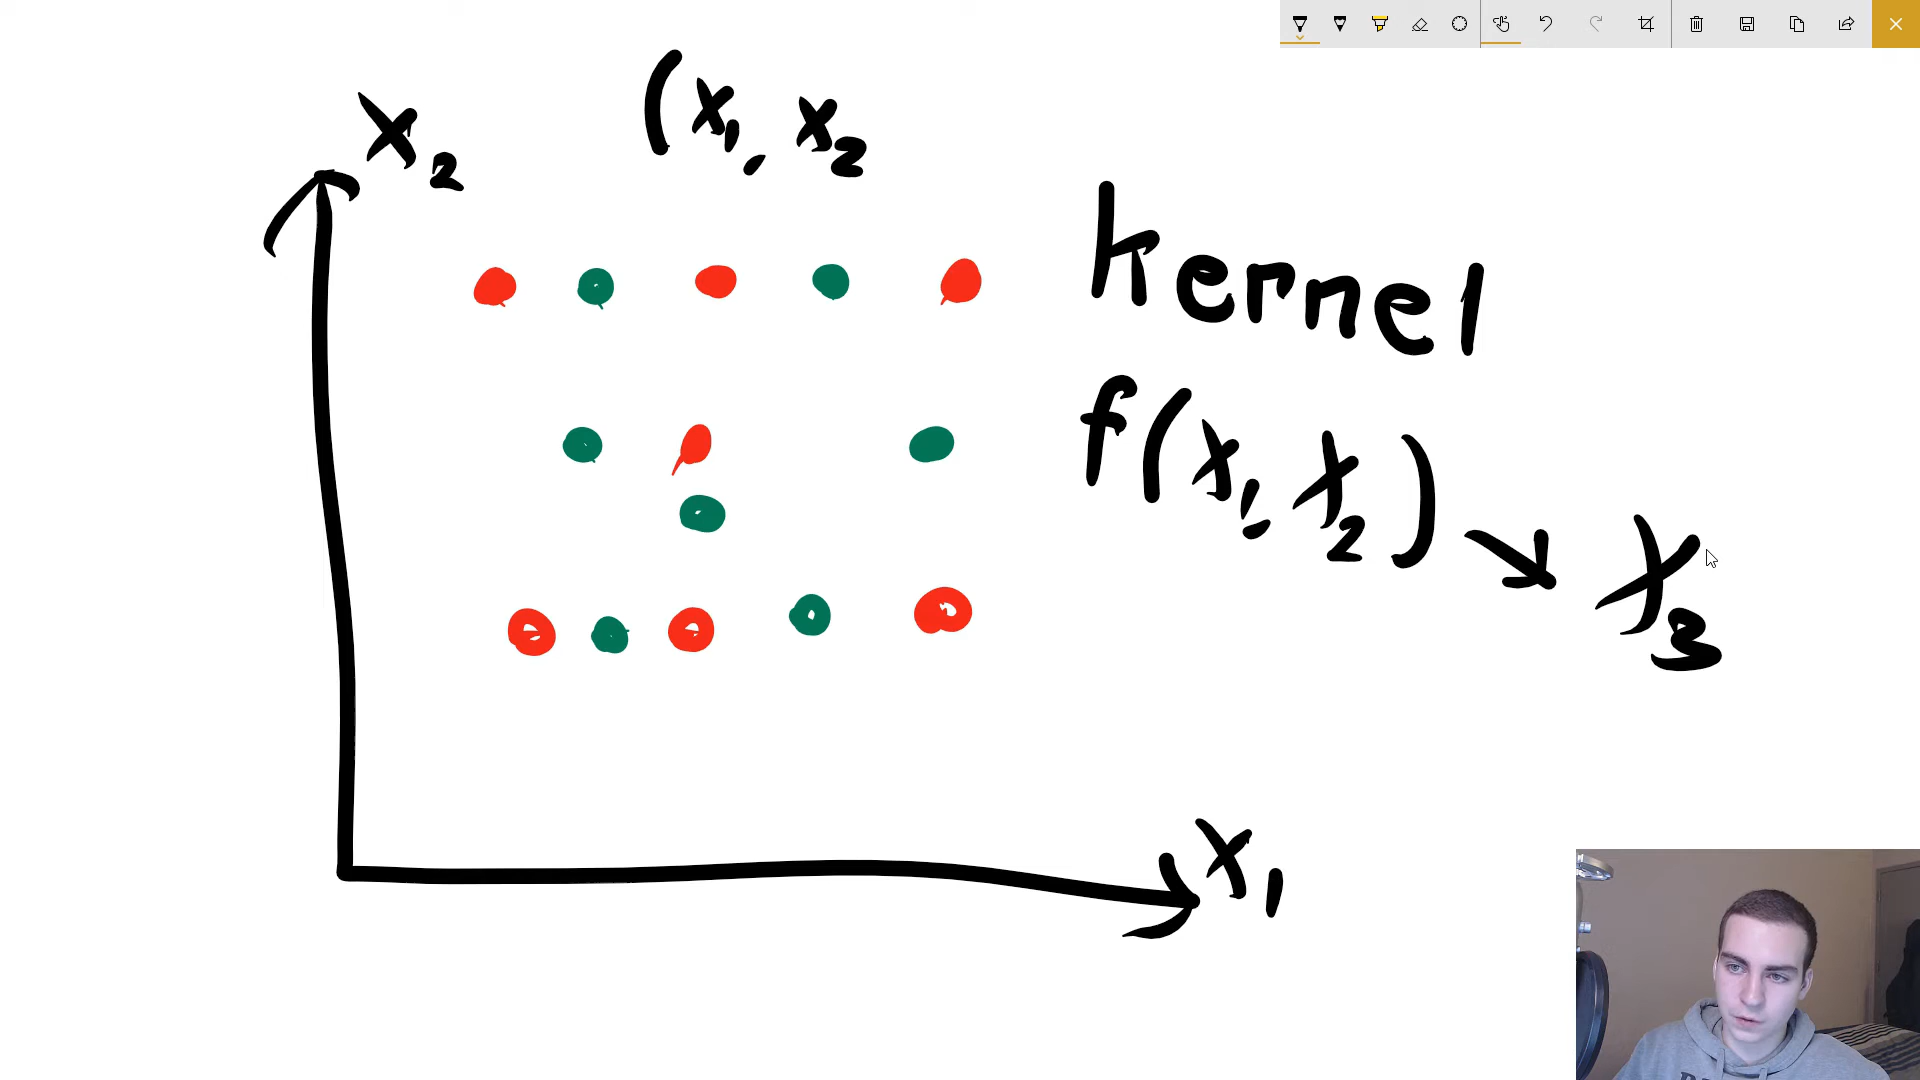 x2
(x1, x2
kernel
f(x1, x2) → x3
x1